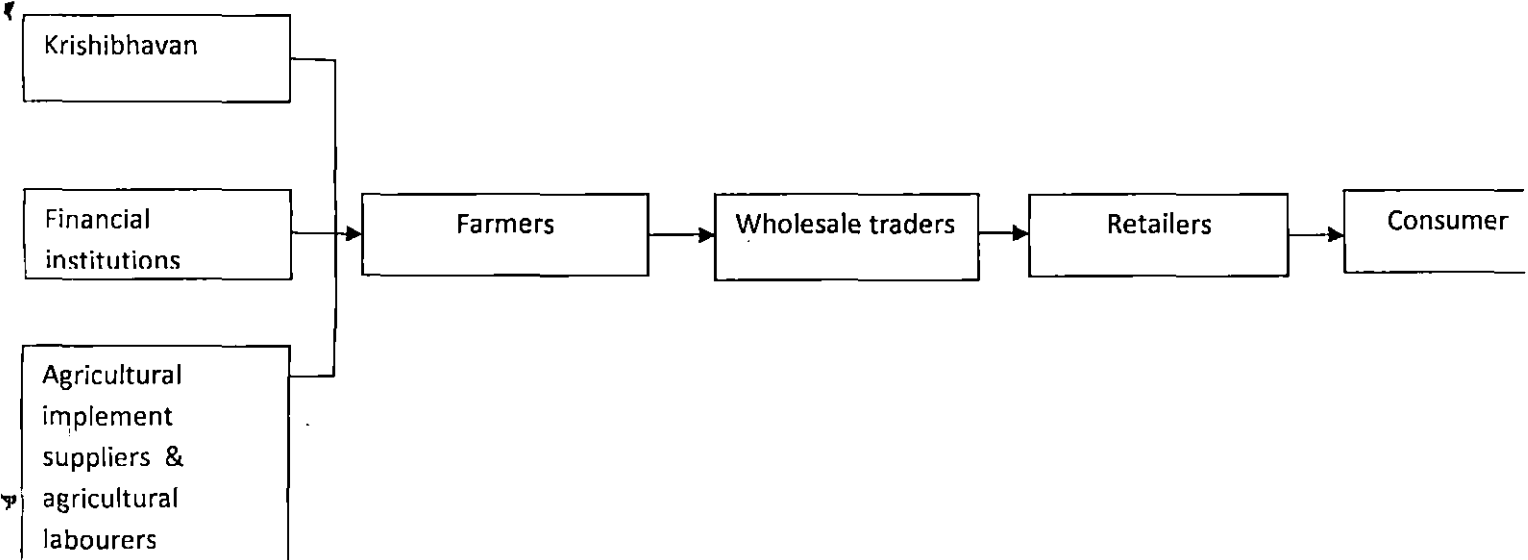 Krishibhavan
Financial
institutions
Farmers
Wholesale traders
Retailers
Consumer
Agricultural
implement
suppliers &
agricultural
labourers